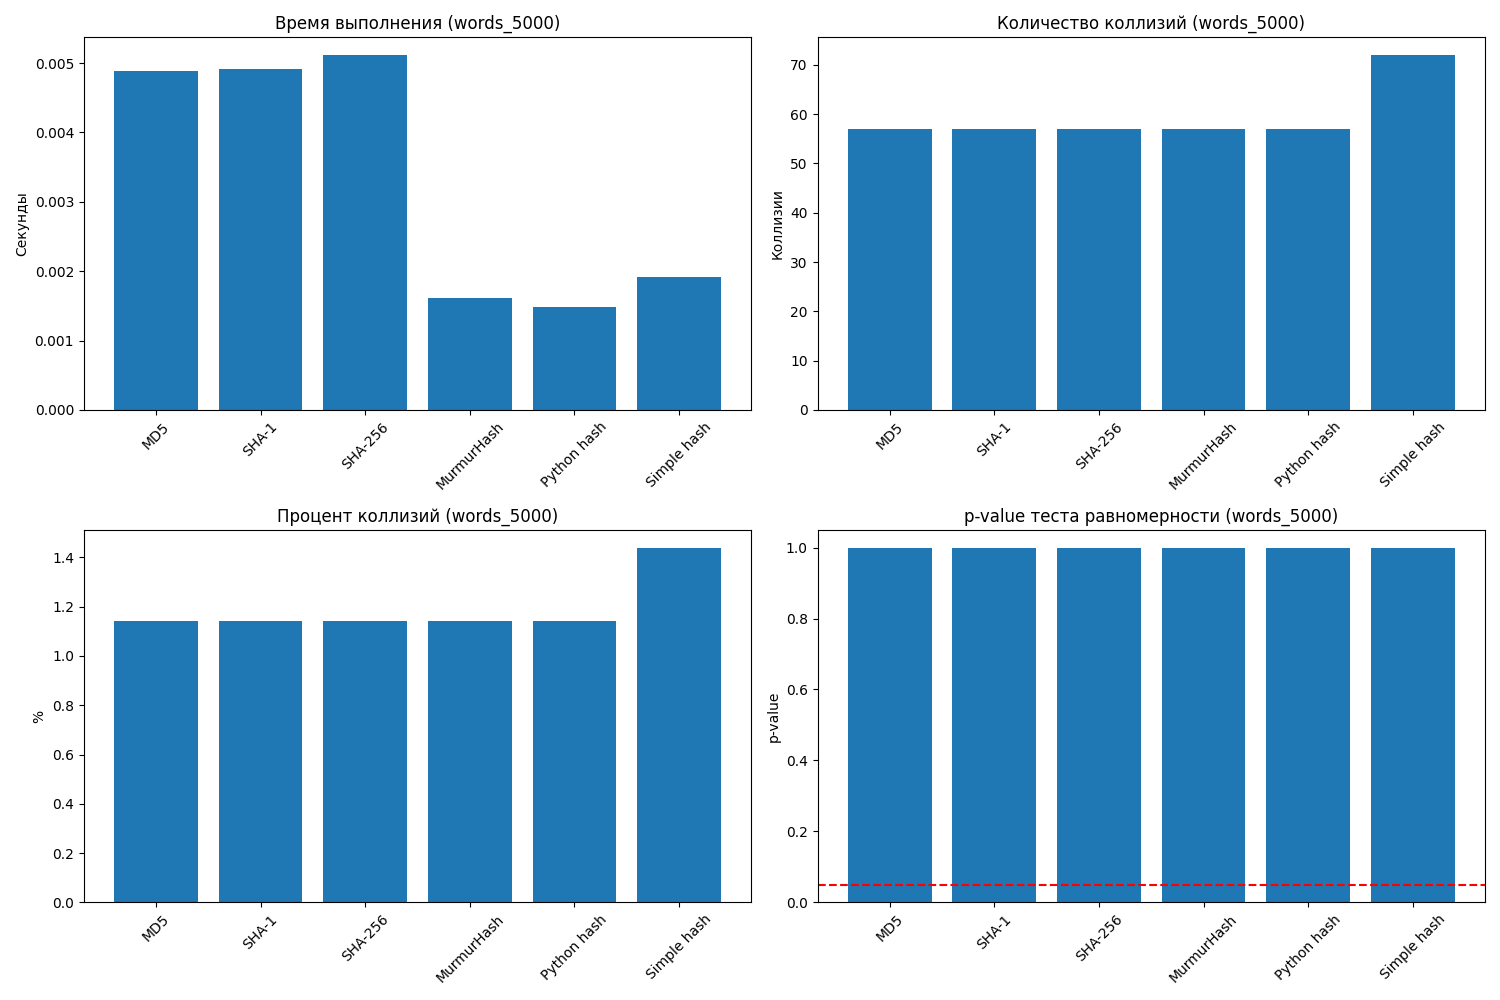 Время выполнения (words_5000)
Секунды
0.005
0.004
0.003
0.002
0.001
0.000
MD5
SHA-1
SHA-256
MurmurHash
Python hash
Simple hash
Количество коллизий (words_5000)
Коллизии
70
60
50
40
30
20
10
0
MD5
SHA-1
SHA-256
MurmurHash
Python hash
Simple hash
Процент коллизий (words_5000)
%
1.4
1.2
1.0
0.8
0.6
0.4
0.2
0.0
MD5
SHA-1
SHA-256
MurmurHash
Python hash
Simple hash
p-value теста равномерности (words_5000)
p-value
1.0
0.8
0.6
0.4
0.2
0.0
MD5
SHA-1
SHA-256
MurmurHash
Python hash
Simple hash